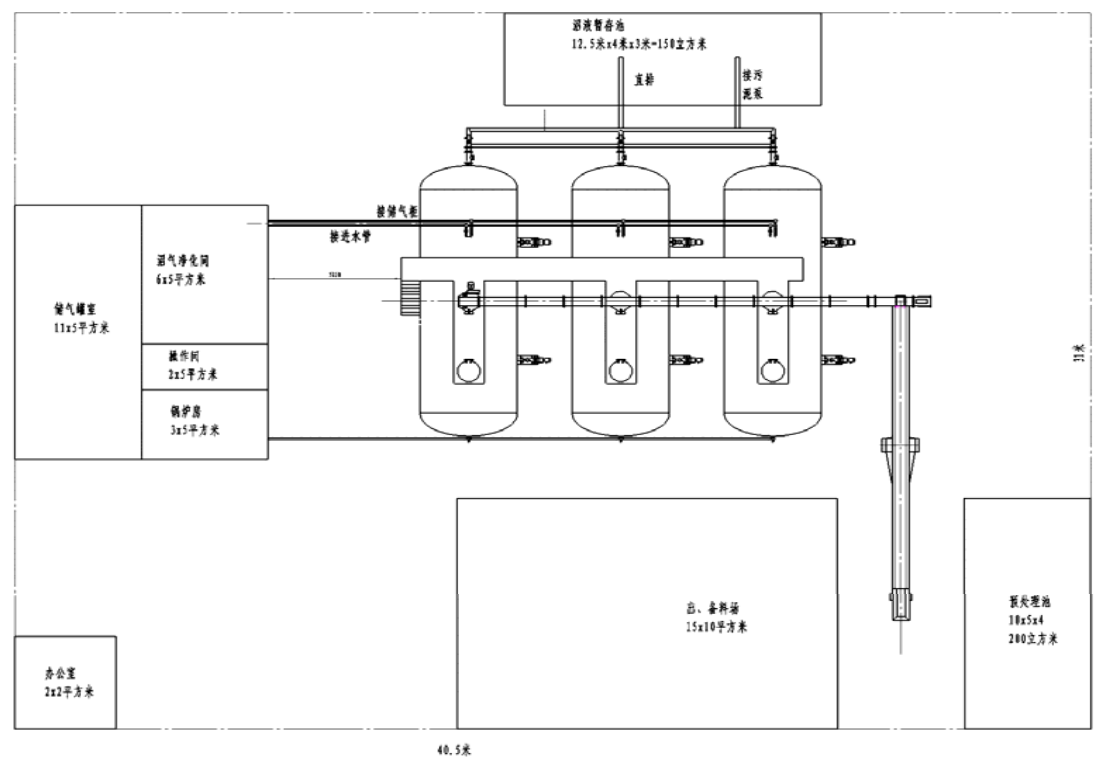 沼液暂存池
12.5米x4米x3米=150立方米
直排
接污
泥泵
接储气柜
接进水管
沼气净化间
6x5平方米
储气罐室
11x5平方米
操作间
2x5平方米
锅炉房
3x5平方米
31米
出、备料场
15x10平方米
预处理池
10x5x4
200立方米
办公室
2x2平方米
40.5米